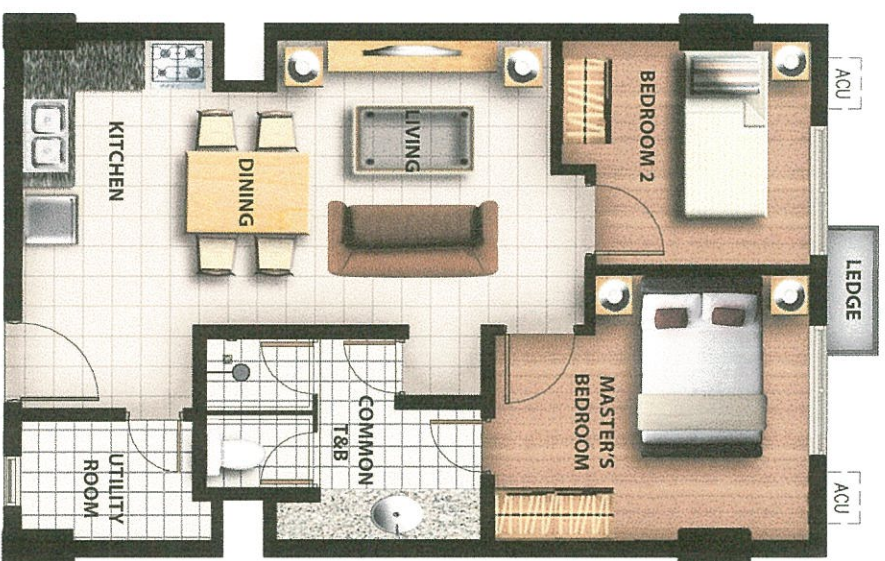 ACU
BEDROOM 2
LEDGE
LIVING
KITCHEN
DINING
MASTER'S
BEDROOM
COMMON
T&B
ACU
UTILITY
ROOM